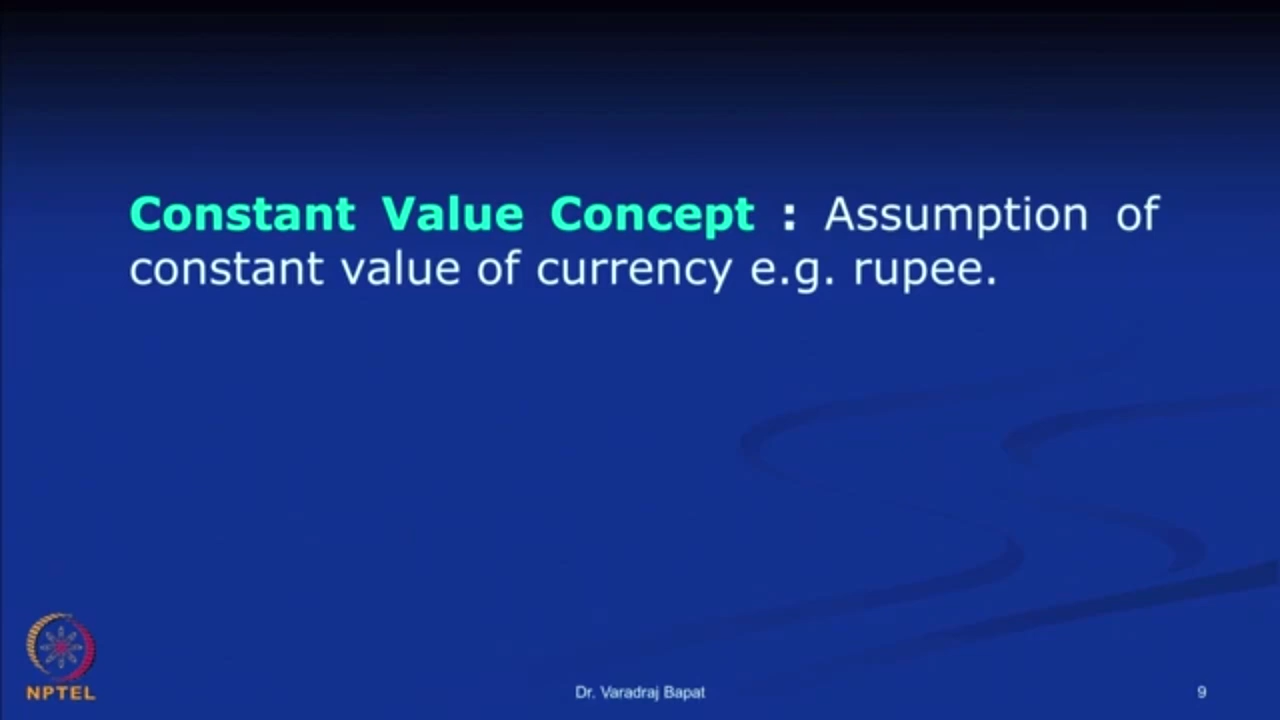 Constant Value Concept : Assumption of
constant value of currency e.g. rupee.
NPTEL
Dr. Varadraj Bapat
9